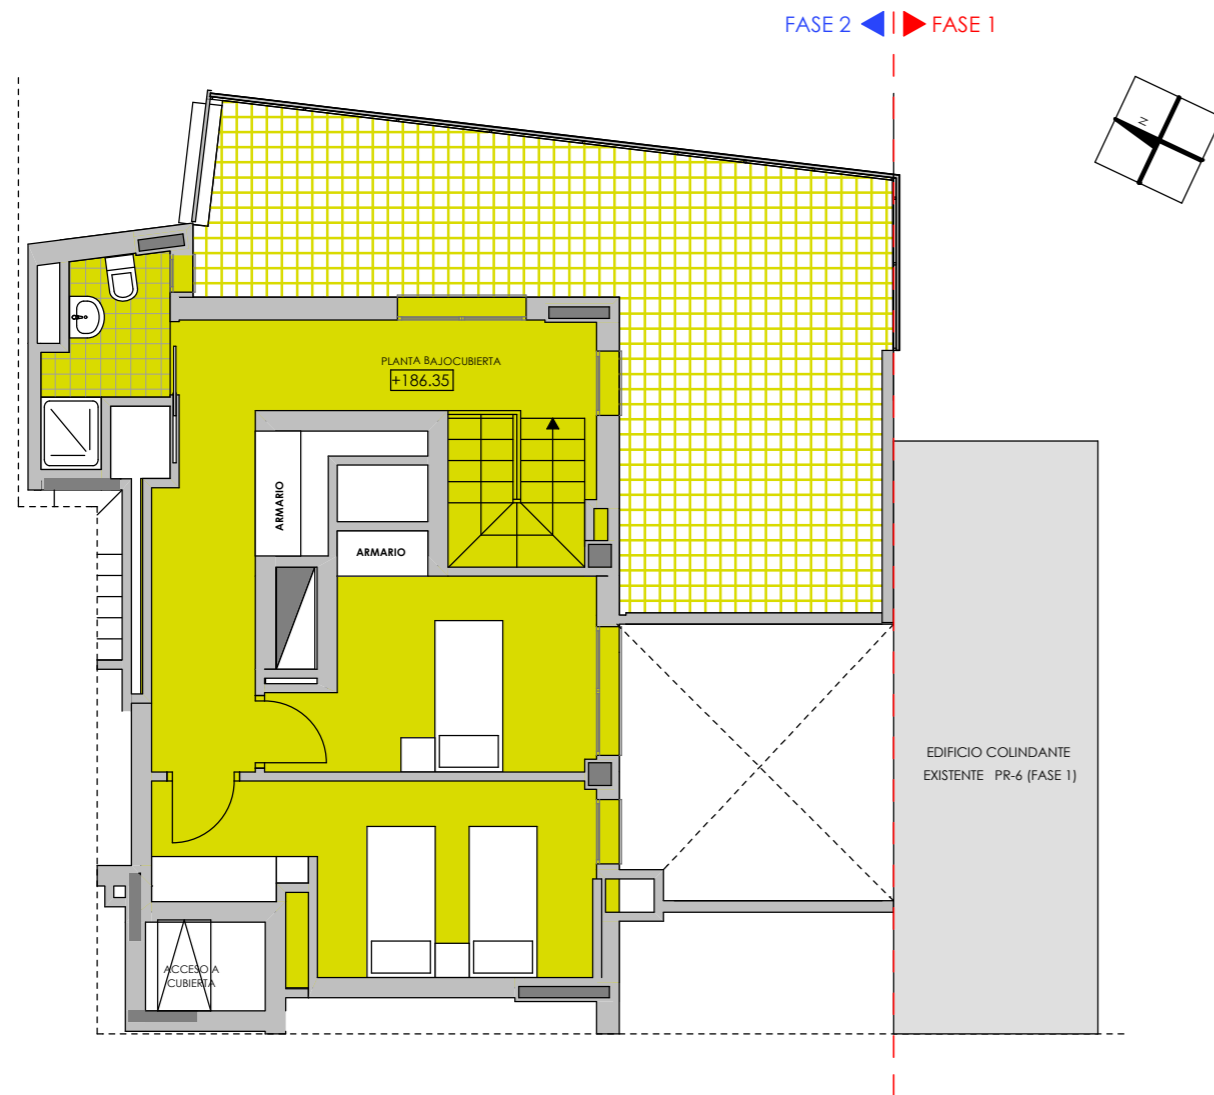 FASE 2 FASE 1
N
PLANTA BAJOCUBIERTA
+186.35
ARMARIO
ARMARIO
EDIFICIO COLINDANTE
EXISTENTE PR-6 (FASE 1)
ACCESO A
CUBIERTA